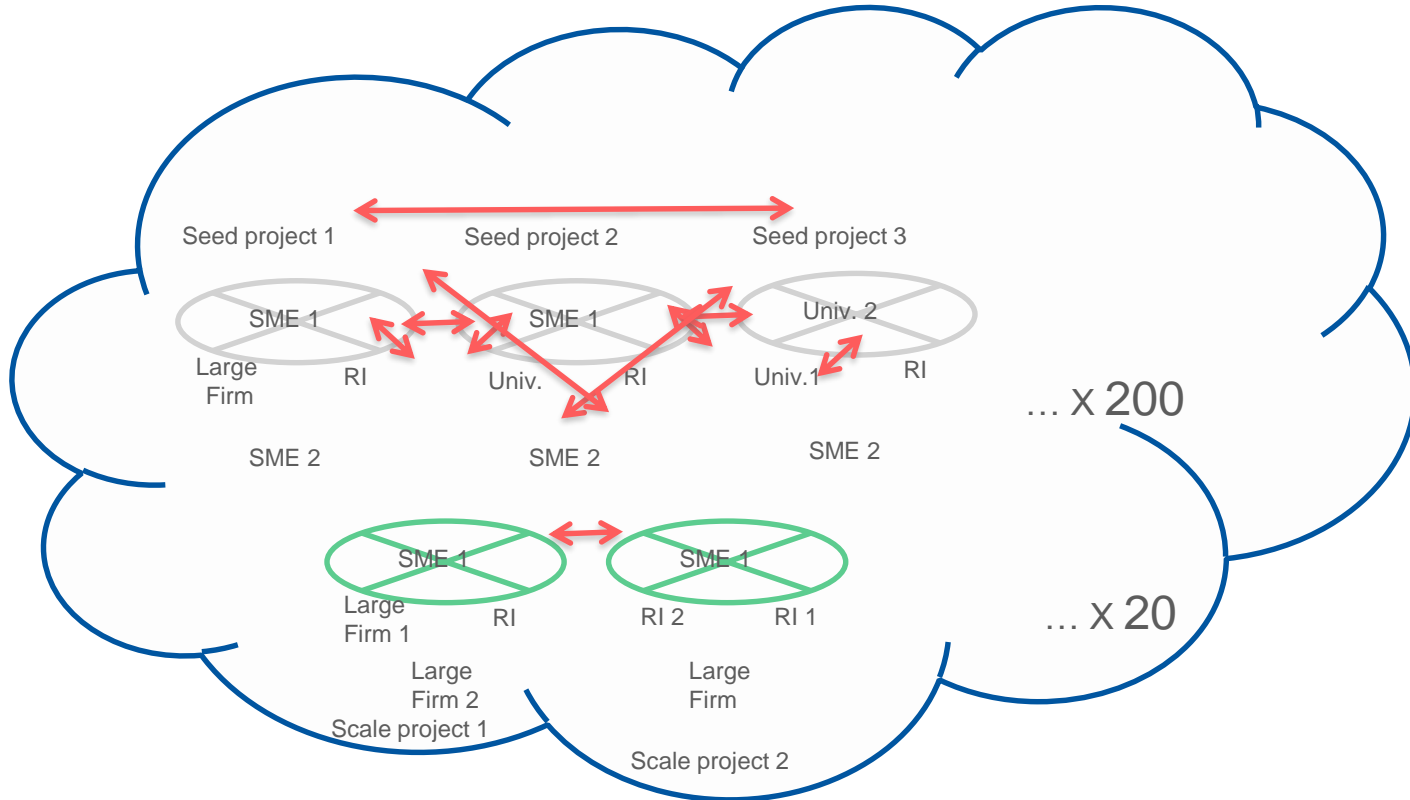 Seed project 1
Seed project 2
Seed project 3
SME 1
SME 1
Univ. 2
Large
Firm
RI
Univ.
RI
Univ.1
RI
... X 200
SME 2
SME 2
SME 2
SME 1
SME 1
Large
Firm 1
RI
RI 2
RI 1
... X 20
Large
Firm 2
Large
Firm
Scale project 1
Scale project 2